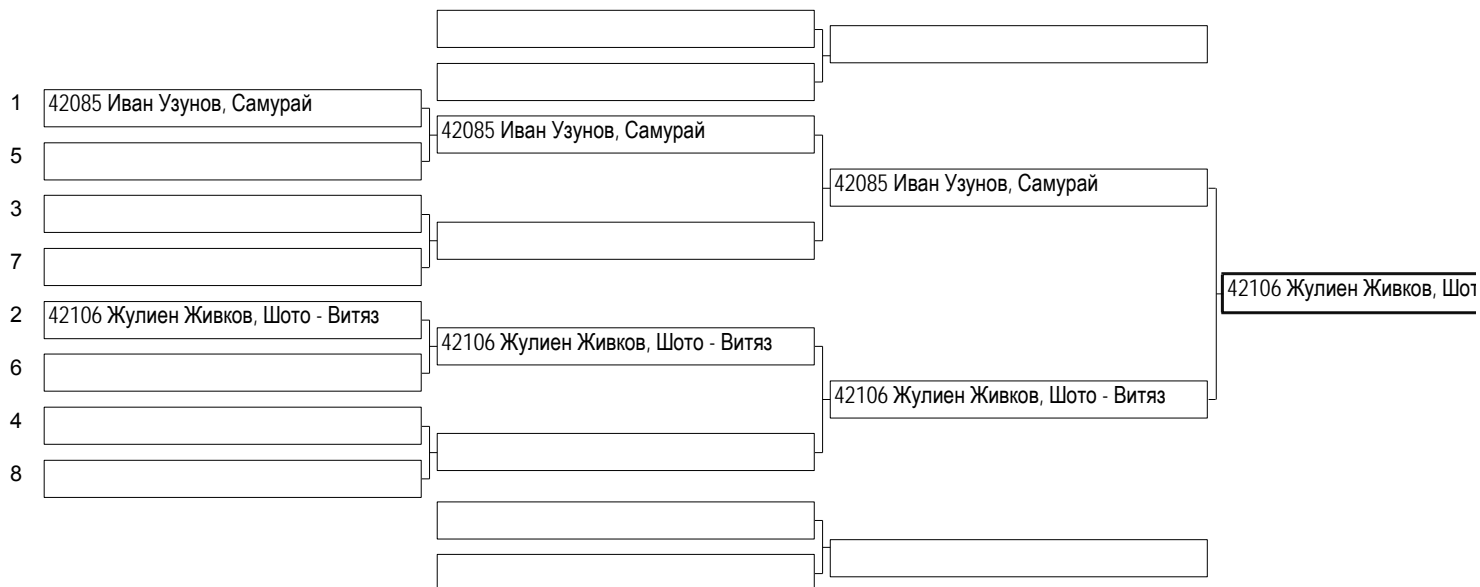 1 42085 Иван Узунов, Самурай
42085 Иван Узунов, Самурай
5
42085 Иван Узунов, Самурай
3
7
42106 Жулиен Живков,
2 42106 Жулиен Живков, Шото - Витяз
42106 Жулиен Живков, Шото - Витяз
6
42106 Жулиен Живков, Шото - Витяз
4
8